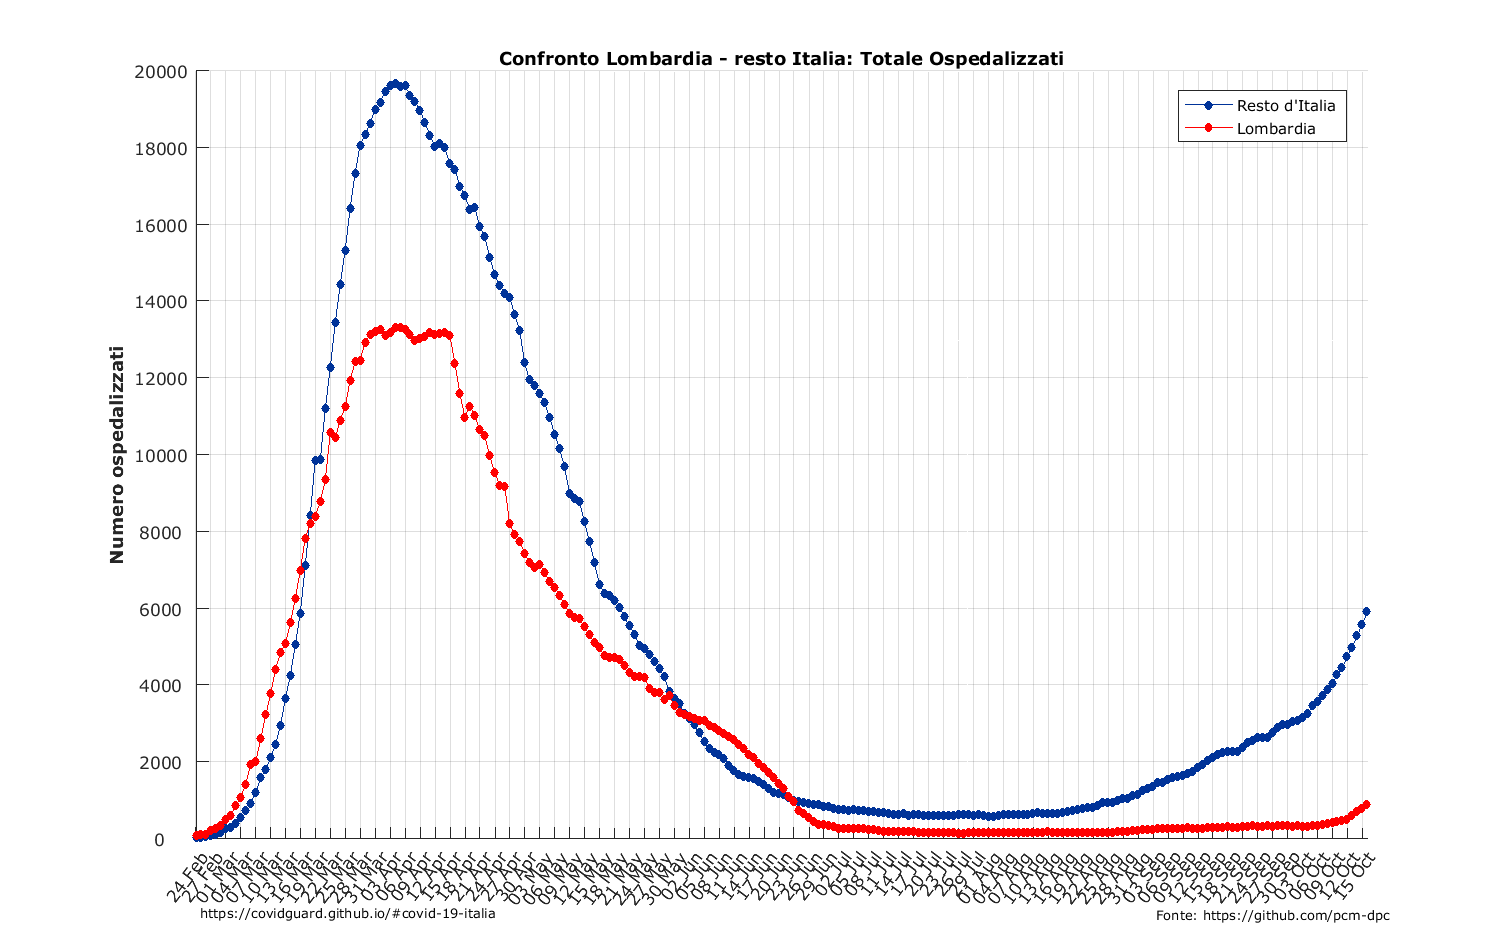 Confronto Lombardia - resto Italia: Totale Ospedalizzati
20000
18000
16000
14000
12000
10000
8000
6000
4000
2000
0
Numero ospedalizzati
Resto d'Italia
Lombardia
24 Feb
27 Feb
01 Mar
04 Mar
07 Mar
10 Mar
13 Mar
16 Mar
19 Mar
22 Mar
25 Mar
28 Mar
31 Mar
03 Apr
06 Apr
09 Apr
12 Apr
15 Apr
18 Apr
21 Apr
24 Apr
27 Apr
30 Apr
03 May
06 May
09 May
12 May
15 May
18 May
21 May
24 May
27 May
30 May
02 Jun
05 Jun
08 Jun
11 Jun
14 Jun
17 Jun
20 Jun
23 Jun
26 Jun
29 Jun
02 Jul
05 Jul
08 Jul
11 Jul
14 Jul
17 Jul
20 Jul
23 Jul
26 Jul
29 Jul
01 Aug
04 Aug
07 Aug
10 Aug
13 Aug
16 Aug
19 Aug
22 Aug
25 Aug
28 Aug
31 Aug
03 Sep
06 Sep
09 Sep
12 Sep
15 Sep
18 Sep
21 Sep
24 Sep
27 Sep
30 Sep
03 Oct
06 Oct
09 Oct
12 Oct
15 Oct
https://covidguard.github.io/#covid-19-italia
Fonte: https://github.com/pcm-dpc